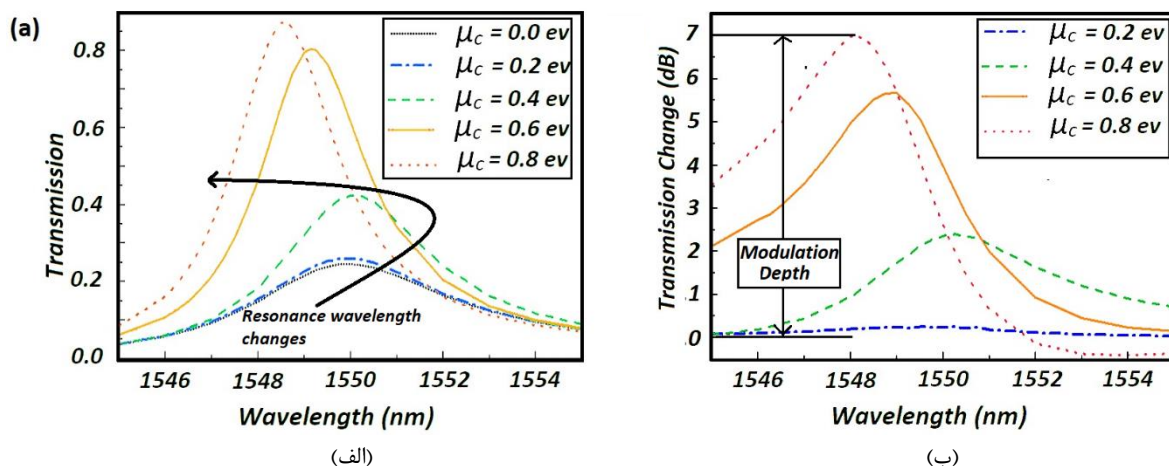 (a)
Transmission
0.8
0.6
0.4
0.2
0.0
μc = 0.0 ev
μc = 0.2 ev
μc = 0.4 ev
μc = 0.6 ev
μc = 0.8 ev
Resonance wavelength
changes
1546 1548 1550 1552 1554
Wavelength (nm)
(الف)
Transmission Change (dB)
7
6
5
4
3
2
1
.0
μc = 0.2 ev
μc = 0.4 ev
μc = 0.6 ev
μc = 0.8 ev
Modulation
Depth
1546 1548 1550 1552 1554
Wavelength (nm)
(ب)